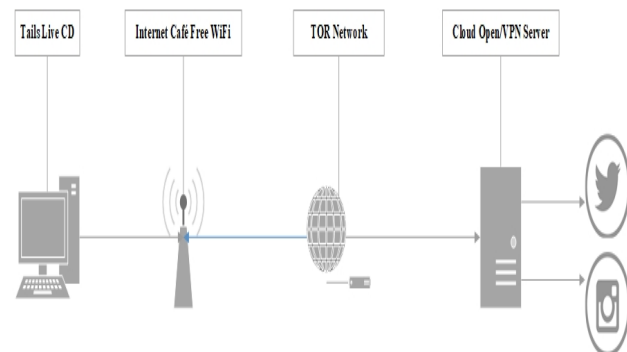 Tails Live CD
Internet Café Free WiFi
TOR Network
Cloud Open/VPN Server